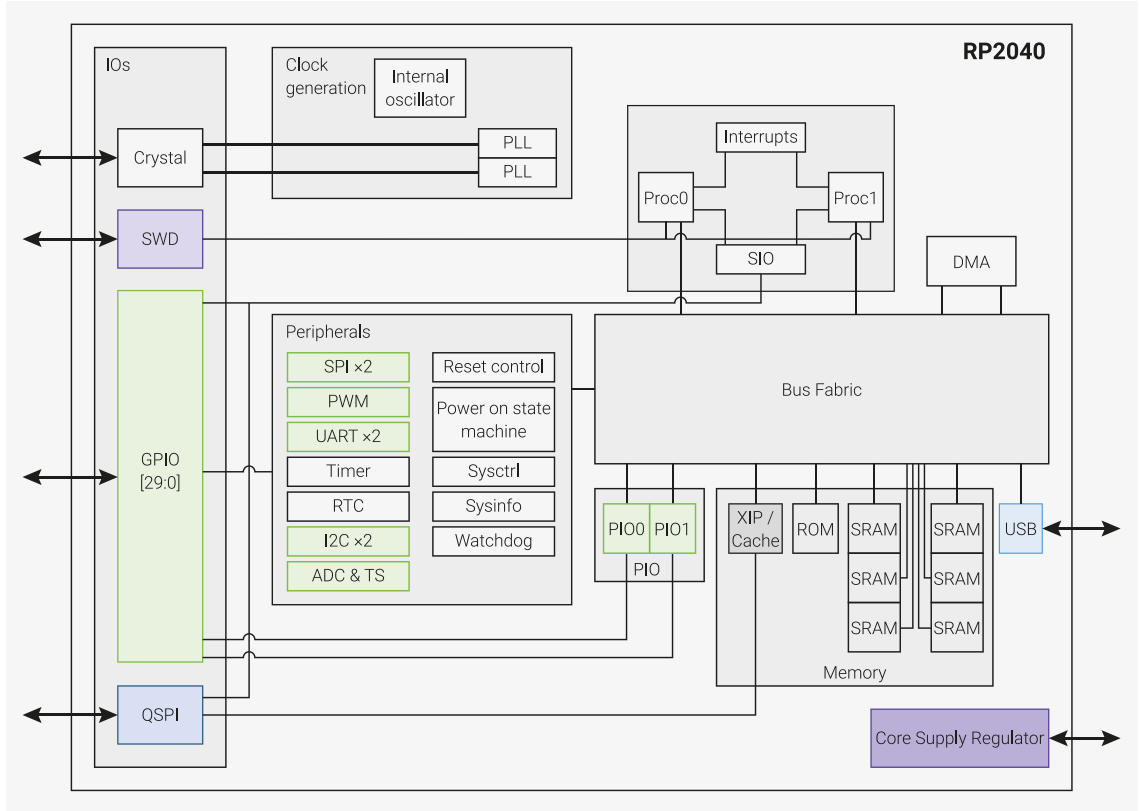 RP2040
IOs
Crystal
SWD
GPIO
[29:0]
QSPI
Clock
generation
Internal
oscillator
PLL
PLL
Interrupts
Proc0
Proc1
SIO
DMA
Peripherals
SPI ×2
PWM
UART ×2
Timer
RTC
I2C ×2
ADC & TS
Reset control
Power on state
machine
Sysctrl
Sysinfo
Watchdog
Bus Fabric
PIO0
PIO1
PIO
XIP /
Cache
ROM
SRAM
SRAM
SRAM
SRAM
SRAM
SRAM
Memory
USB
Core Supply Regulator